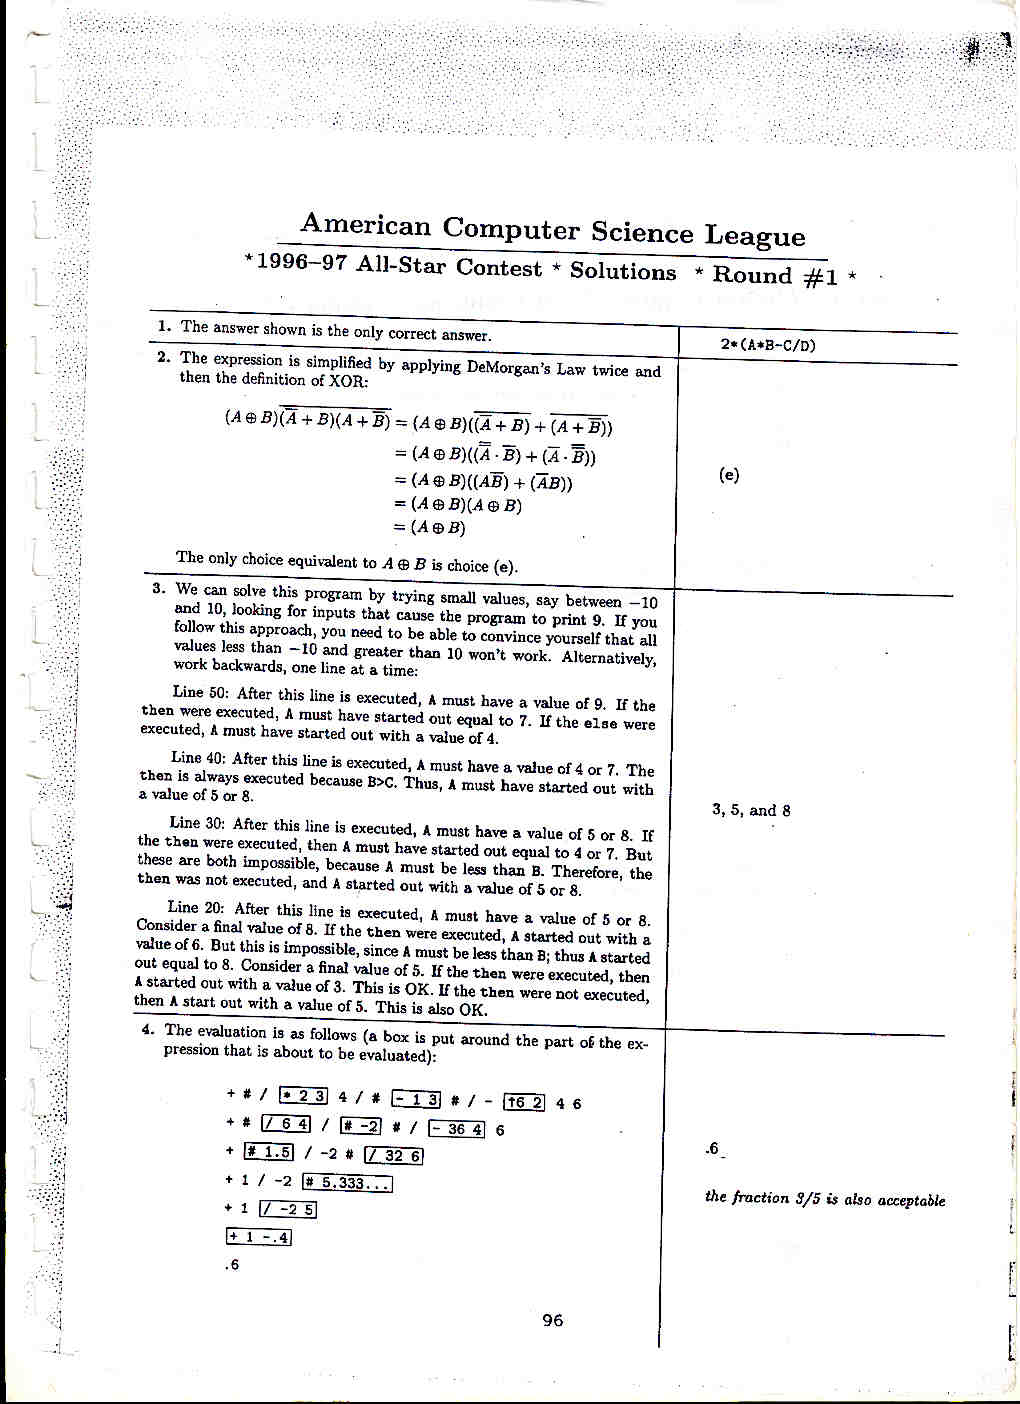 American Computer Science League
*1996–97 All-Star Contest * Solutions * Round #1 *
1. The answer shown is the only correct answer.
2*(A*B-C/D)
2. The expression is simplified by applying DeMorgan's Law twice and
then the definition of XOR:
(A ⊕ B)\overline{(\overline{A} + B)(A + \overline{B})} = (A ⊕ B)(\overline{(\overline{A} + B)} + \overline{(A + \overline{B})})
= (A ⊕ B)((\overline{\overline{A}} · \overline{B}) + (\overline{A} · \overline{\overline{B}}))
= (A ⊕ B)((A\overline{B}) + (\overline{A}B))
= (A ⊕ B)(A ⊕ B)
= (A ⊕ B)
The only choice equivalent to A ⊕ B is choice (e).
(e)
3. We can solve this program by trying small values, say between −10
and 10, looking for inputs that cause the program to print 9. If you
follow this approach, you need to be able to convince yourself that all
values less than −10 and greater than 10 won't work. Alternatively,
work backwards, one line at a time:
Line 50: After this line is executed, A must have a value of 9. If the
then were executed, A must have started out equal to 7. If the else were
executed, A must have started out with a value of 4.
Line 40: After this line is executed, A must have a value of 4 or 7. The
then is always executed because B>C. Thus, A must have started out with
a value of 5 or 8.
Line 30: After this line is executed, A must have a value of 5 or 8. If
the then were executed, then A must have started out equal to 4 or 7. But
these are both impossible, because A must be less than B. Therefore, the
then was not executed, and A started out with a value of 5 or 8.
Line 20: After this line is executed, A must have a value of 5 or 8.
Consider a final value of 8. If the then were executed, A started out with a
value of 6. But this is impossible, since A must be less than B; thus A started
out equal to 8. Consider a final value of 5. If the then were executed, then
A started out with a value of 3. This is OK. If the then were not executed,
then A start out with a value of 5. This is also OK.
3, 5, and 8
4. The evaluation is as follows (a box is put around the part of the ex-
pression that is about to be evaluated):
+ # / * 2 3 4 / # - 1 3 # / - ↑6 2 4 6
+ # / 6 4 / # -2 # / - 36 4 6
+ # 1.5 / -2 # / 32 6
+ 1 / -2 # 5.333...
+ 1 / -2 5
+ 1 -.4
.6
.6
the fraction 3/5 is also acceptable
96